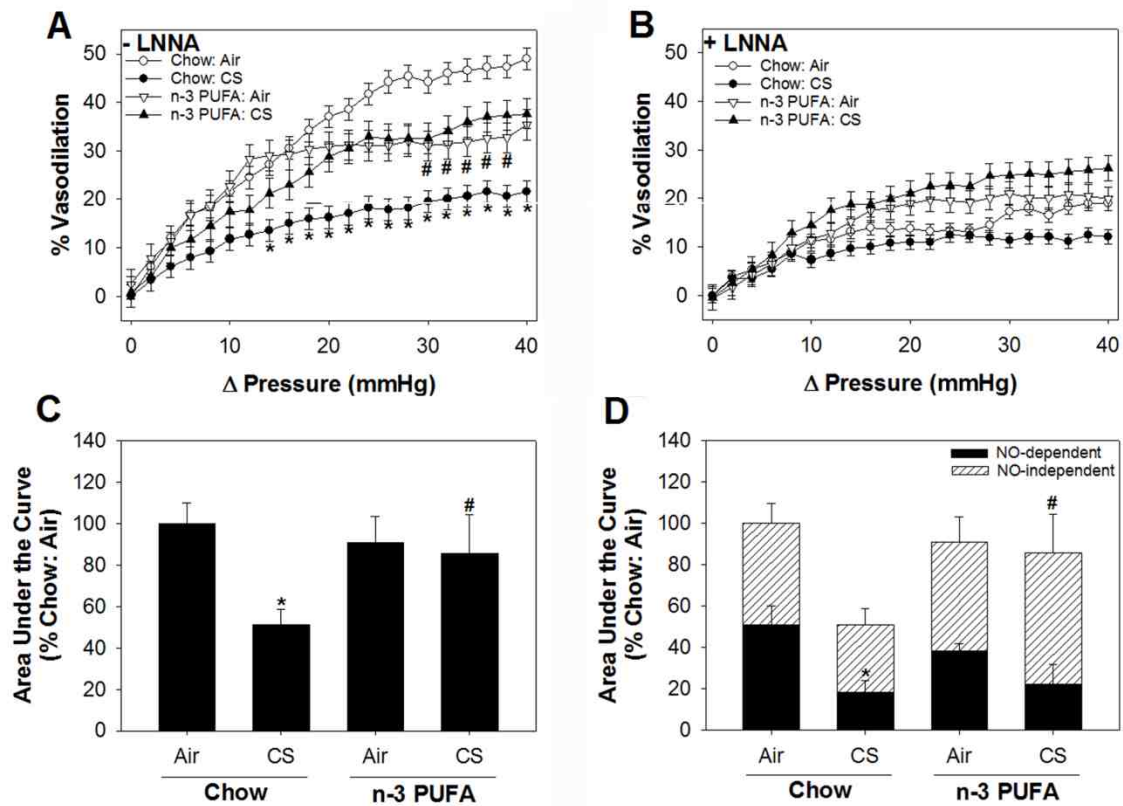 A
- LNNA
Chow: Air
Chow: CS
n-3 PUFA: Air
n-3 PUFA: CS
% Vasodilation
50
40
30
20
10
0
# # # # # #
* * * * * * * * * * * * * *
0 10 20 30 40
Δ Pressure (mmHg)
B
+ LNNA
Chow: Air
Chow: CS
n-3 PUFA: Air
n-3 PUFA: CS
% Vasodilation
50
40
30
20
10
0
0 10 20 30 40
Δ Pressure (mmHg)
C
Area Under the Curve
(% Chow: Air)
140
120
100
80
60
40
20
0
*
#
Air CS Air CS
Chow n-3 PUFA
D
NO-dependent
NO-independent
Area Under the Curve
(% Chow: Air)
140
120
100
80
60
40
20
0
*
#
Air CS Air CS
Chow n-3 PUFA